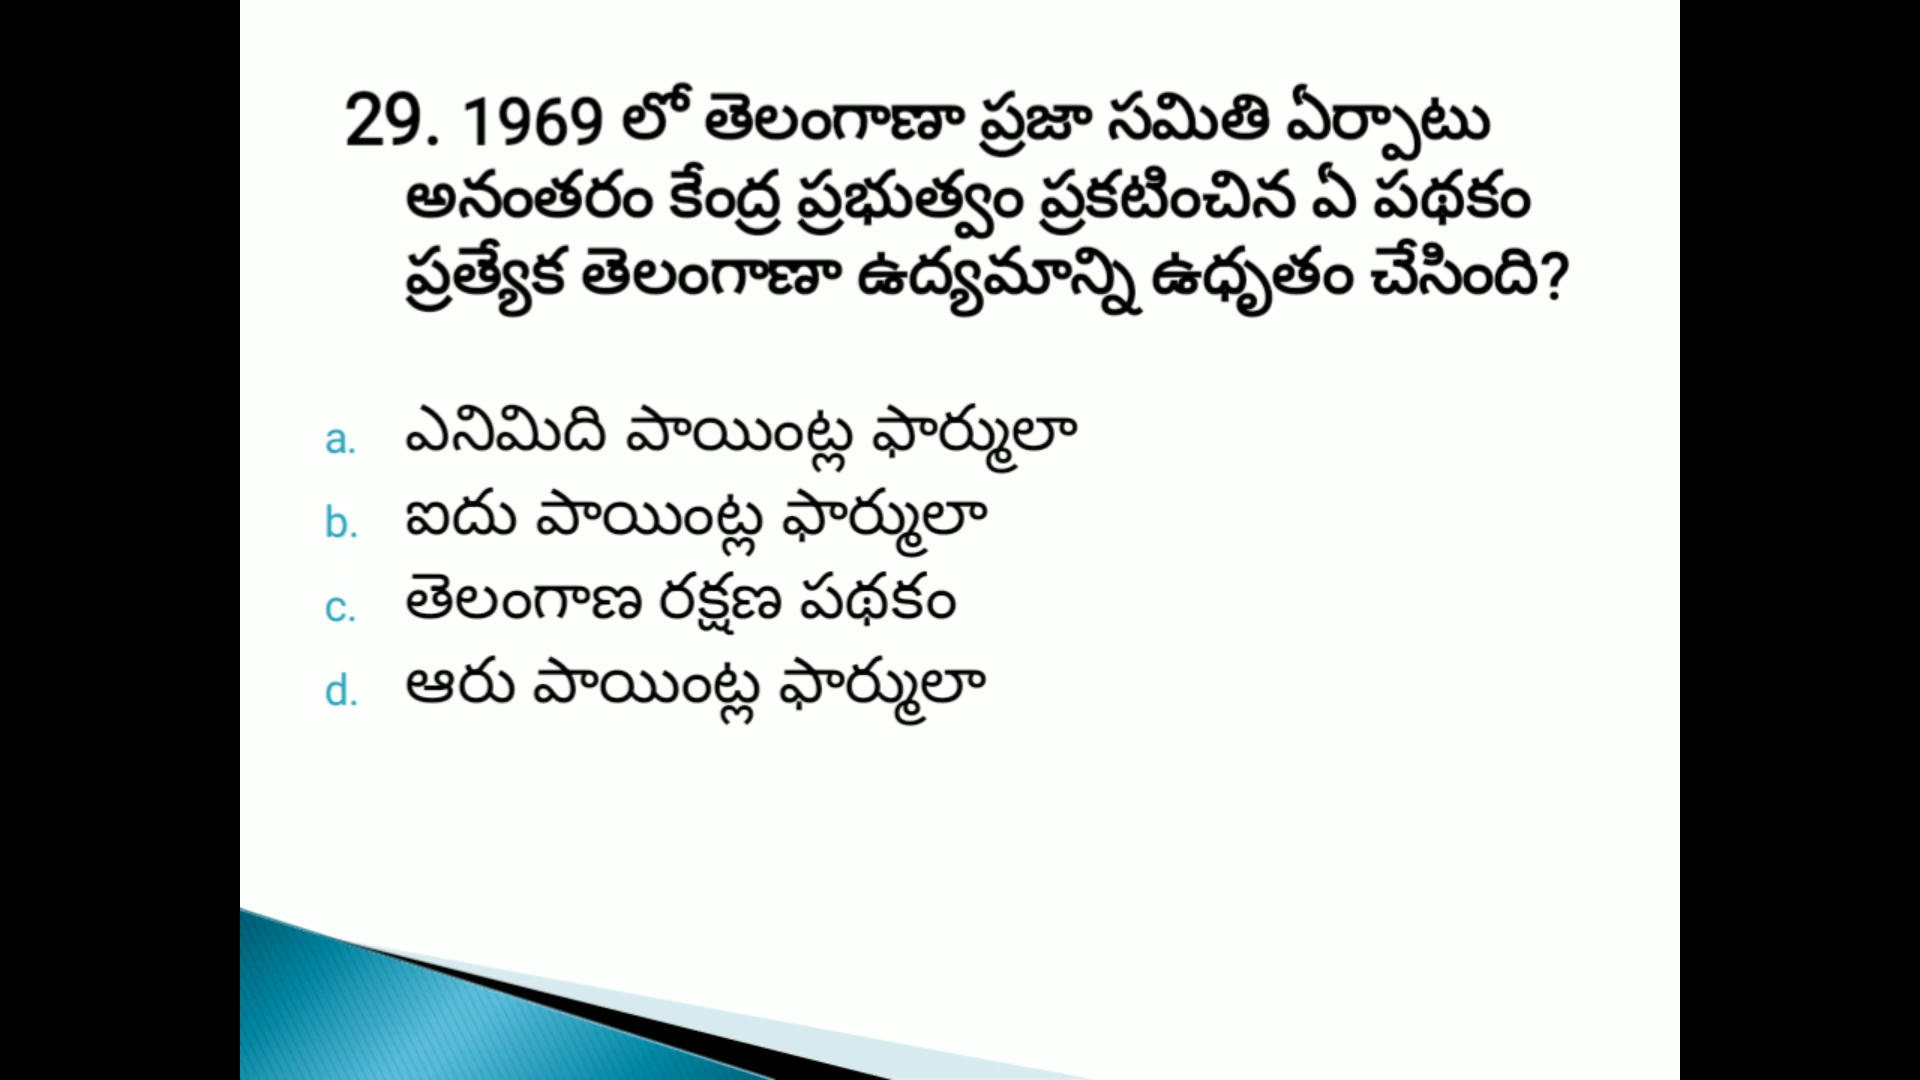 29. 1969 లో తెలంగాణా ప్రజా సమితి ఏర్పాటు
అనంతరం కేంద్ర ప్రభుత్వం ప్రకటించిన ఏ పథకం
ప్రత్యేక తెలంగాణా ఉద్యమాన్ని ఉధృతం చేసింది?
a. ఎనిమిది పాయింట్ల ఫార్ములా
b. ఐదు పాయింట్ల ఫార్ములా
c. తెలంగాణ రక్షణ పథకం
d. ఆరు పాయింట్ల ఫార్ములా